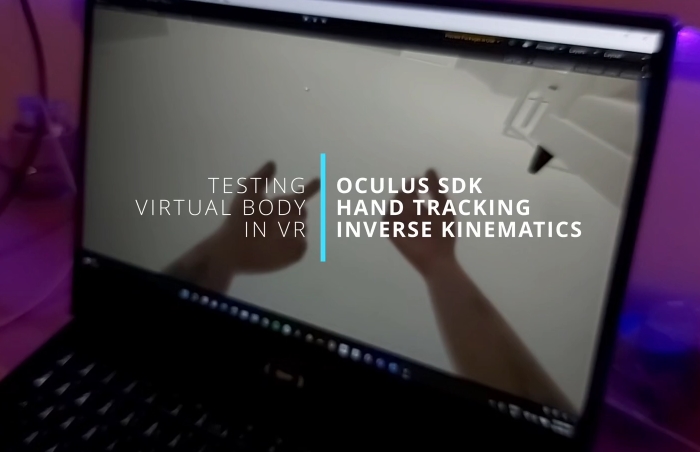 TESTING
VIRTUAL BODY
IN VR
OCULUS SDK
HAND TRACKING
INVERSE KINEMATICS